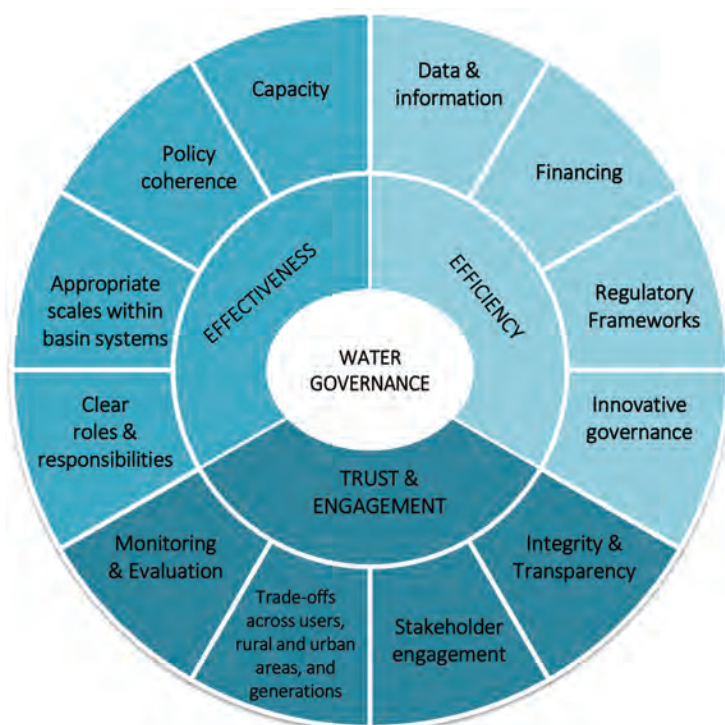 Capacity
Data &
information
Policy
coherence
Financing
Appropriate
scales within
basin systems
EFFECTIVENESS
EFFICIENCY
Regulatory
Frameworks
WATER
GOVERNANCE
Clear
roles &
responsibilities
Innovative
governance
TRUST &
ENGAGEMENT
Monitoring
& Evaluation
Integrity &
Transparency
Trade-offs
across users,
rural and urban
areas, and
generations
Stakeholder
engagement